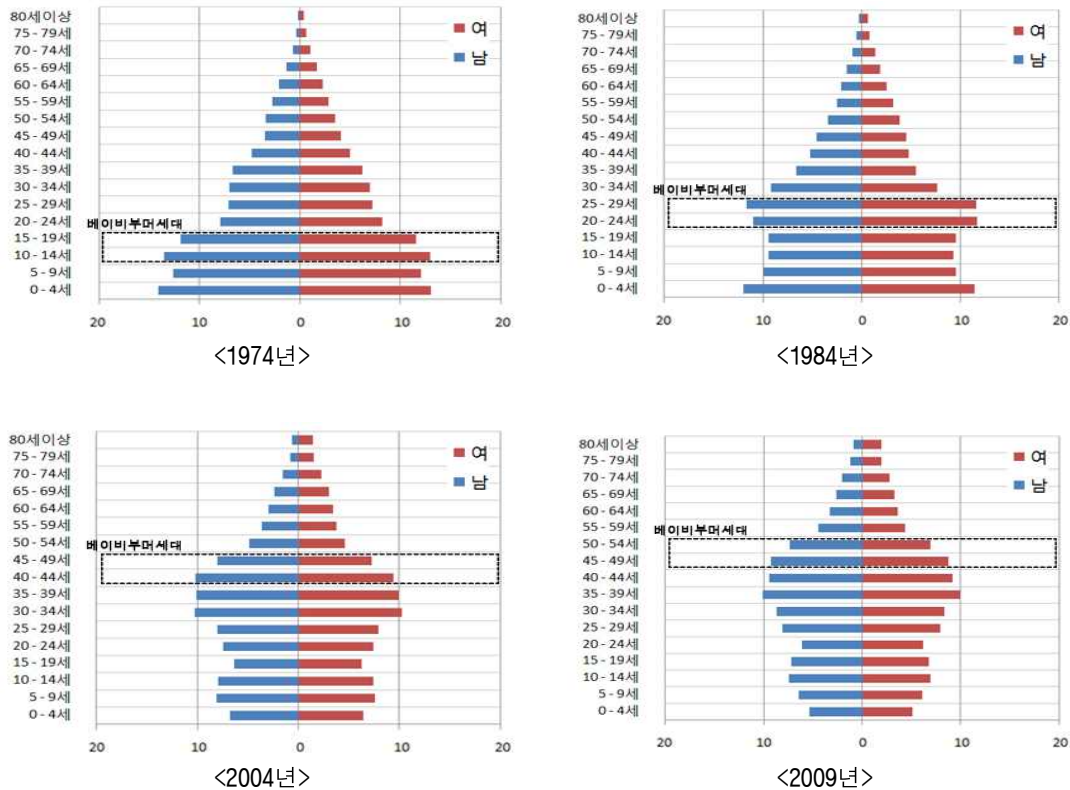 80세이상
75 - 79세
70 - 74세
65 - 69세
60 - 64세
55 - 59세
50 - 54세
45 - 49세
40 - 44세
35 - 39세
30 - 34세
25 - 29세
20 - 24세
15 - 19세
10 - 14세
5 - 9세
0 - 4세
베이비부머세대
여
남
20 10 0 10 20
<1974년>
80세이상
75 - 79세
70 - 74세
65 - 69세
60 - 64세
55 - 59세
50 - 54세
45 - 49세
40 - 44세
35 - 39세
30 - 34세
25 - 29세
20 - 24세
15 - 19세
10 - 14세
5 - 9세
0 - 4세
베이비부머세대
여
남
20 10 0 10 20
<1984년>
80세이상
75 - 79세
70 - 74세
65 - 69세
60 - 64세
55 - 59세
50 - 54세
45 - 49세
40 - 44세
35 - 39세
30 - 34세
25 - 29세
20 - 24세
15 - 19세
10 - 14세
5 - 9세
0 - 4세
베이비부머세대
여
남
20 10 0 10 20
<2004년>
80세이상
75 - 79세
70 - 74세
65 - 69세
60 - 64세
55 - 59세
50 - 54세
45 - 49세
40 - 44세
35 - 39세
30 - 34세
25 - 29세
20 - 24세
15 - 19세
10 - 14세
5 - 9세
0 - 4세
베이비부머세대
여
남
20 10 0 10 20
<2009년>